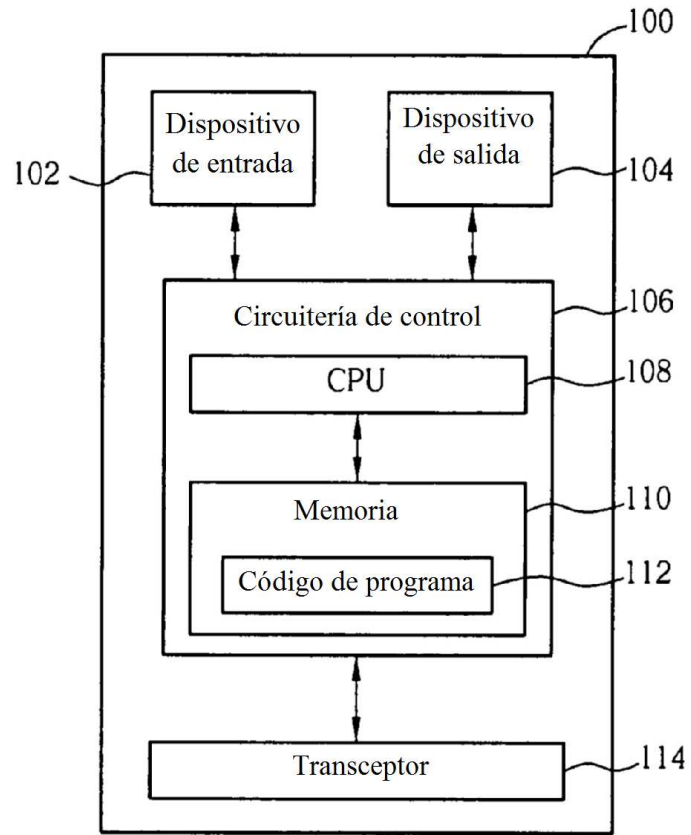 100
Dispositivo
de entrada
Dispositivo
de salida
102
104
Circuitería de control
106
CPU
108
Memoria
110
Código de programa
112
Transceptor
114